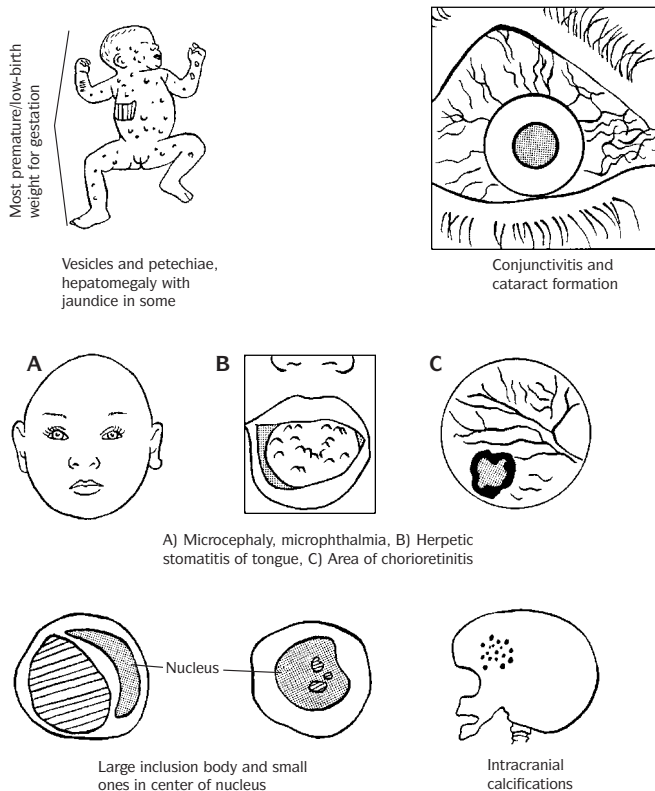 Most premature/low-birth
weight for gestation
Vesicles and petechiae,
hepatomegaly with
jaundice in some
Conjunctivitis and
cataract formation
A
B
C
A) Microcephaly, microphthalmia, B) Herpetic
stomatitis of tongue, C) Area of chorioretinitis
Nucleus
Large inclusion body and small
ones in center of nucleus
Intracranial
calcifications